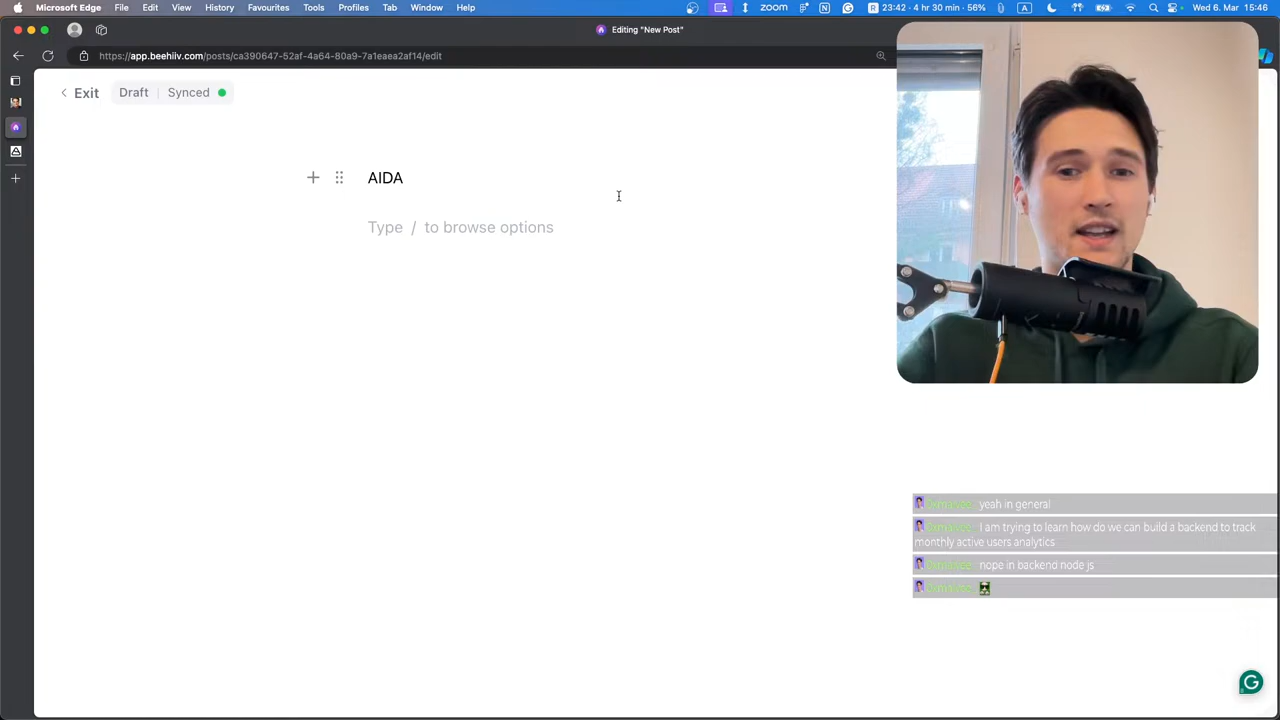 Microsoft Edge File Edit View History Favourites Tools Profiles Tab Window Help ZOOM 23:42 - 4 hr 30 min - 56% Wed 6. Mar 15:46
Editing "New Post"
https://app.beehiiv.com/posts/ca390647-52af-4a64-80a9-7a1eaea2af14/edit
Exit Draft | Synced
AIDA
Type / to browse options
yeah in general
I am trying to learn how do we can build a backend to track
monthly active users analytics
nope in backend node js